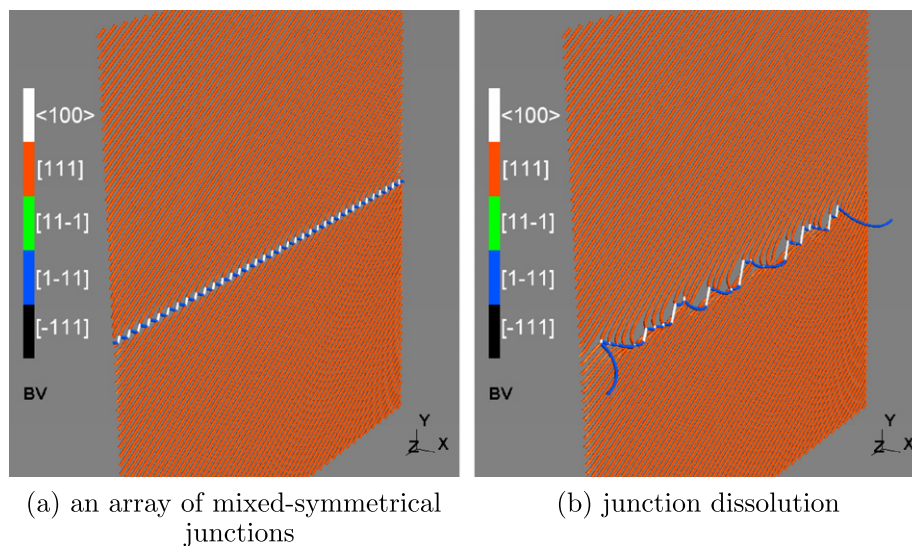 <100>
[111]
[11-1]
[1-11]
[-111]
BV
Y
Z X
<100>
[111]
[11-1]
[1-11]
[-111]
BV
Y
Z X
(a) an array of mixed-symmetrical
junctions
(b) junction dissolution